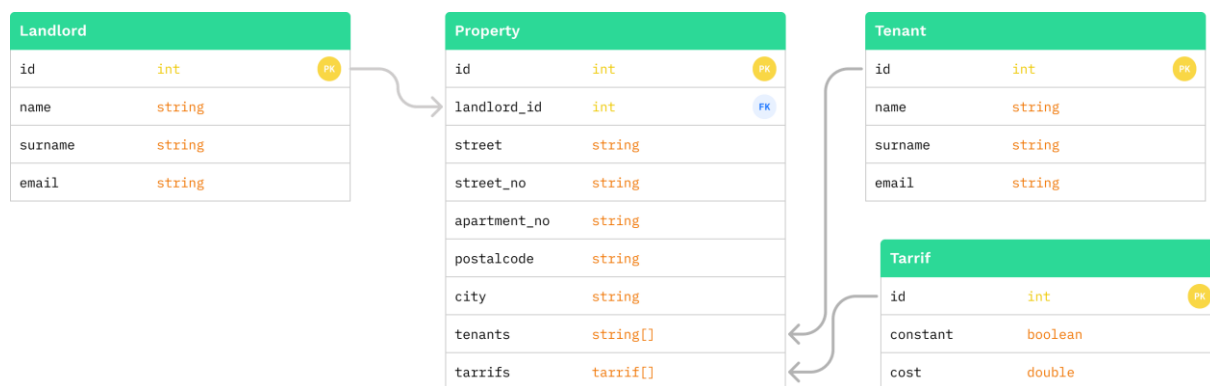 Landlord
id int PK
name string
surname string
email string
Property
id int PK
landlord_id int FK
street string
street_no string
apartment_no string
postalcode string
city string
tenants string[]
tarrifs tarrif[]
Tenant
id int PK
name string
surname string
email string
Tarrif
id int PK
constant boolean
cost double